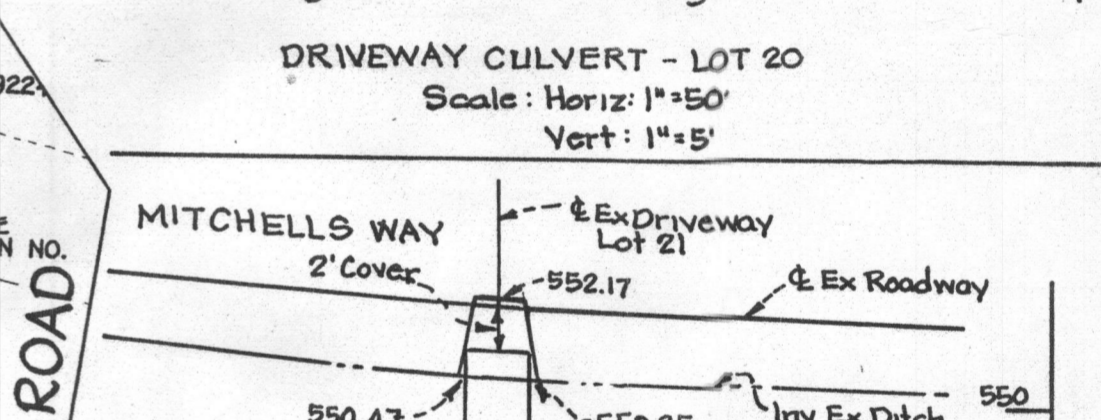 DRIVEWAY CULVERT - LOT 20
Scale: Horiz: 1"=50'
Vert: 1"=5'
922
MITCHELLS WAY
℄ Ex Driveway
Lot 21
N NO.
2' Cover
552.17
℄ Ex Roadway
ROAD
550
550.47
Inv Ex Ditch